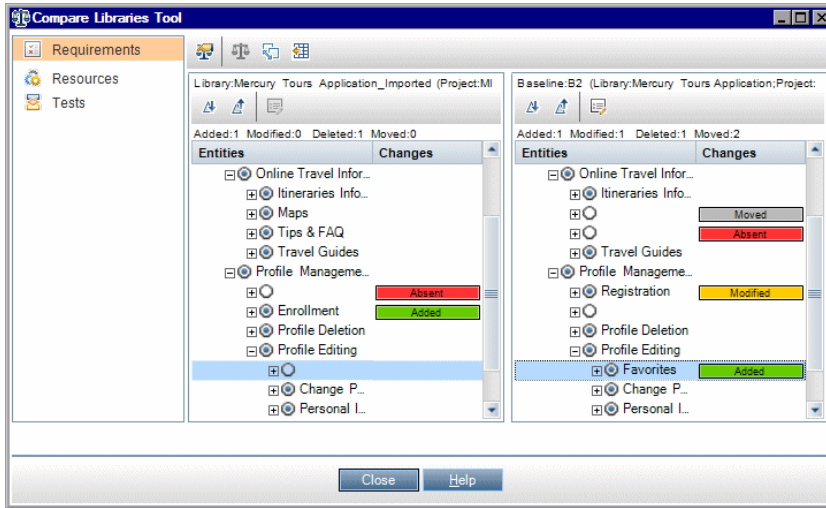 Compare Libraries Tool
Requirements
Resources
Tests
Library:Mercury Tours Application_Imported (Project:MI
Added:1 Modified:0 Deleted:1 Moved:0
Entities Changes
Online Travel Infor...
Itineraries Info...
Maps
Tips & FAQ
Travel Guides
Profile Manageme...
Absent
Enrollment Added
Profile Deletion
Profile Editing
Change P...
Personal I...
Baseline:B2 (Library:Mercury Tours Application;Project:
Added:1 Modified:1 Deleted:1 Moved:2
Entities Changes
Online Travel Infor...
Itineraries Info...
Moved
Absent
Travel Guides
Profile Manageme...
Registration Modified
Profile Deletion
Profile Editing
Favorites Added
Change P...
Personal I...
Close Help